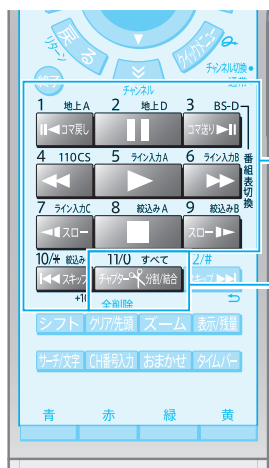 戻る
リターン
クイックメニュー
チャンネル切換●
チャンネル
1 地上A 2 地上D 3 BS-D
コマ戻し コマ送り
4 110CS 5 ライン入力A 6 ライン入力B
番組表切換
7 ライン入力C 8 絞込みA 9 絞込みB
スロー スロー
10/* 絞込み 11/0 すべて 2/#
スキップ チャプター 分割/結合 キップ
+10 全削除
シフト クリア/先頭 ズーム 表示/残量
サーチ/文字 CH番号入力 おまかせ タイムバー
青 赤 緑 黄